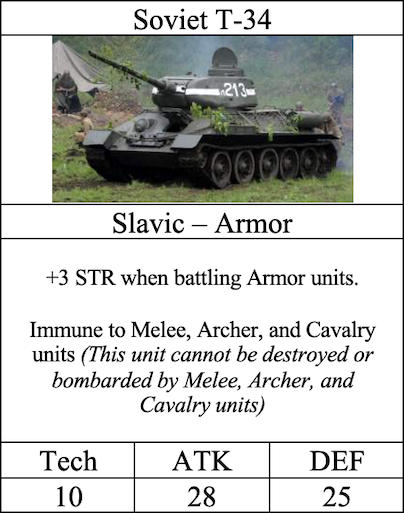 Soviet T-34
213
Slavic – Armor
+3 STR when battling Armor units.
Immune to Melee, Archer, and Cavalry
units (This unit cannot be destroyed or
bombarded by Melee, Archer, and
Cavalry units)
Tech ATK DEF
10 28 25